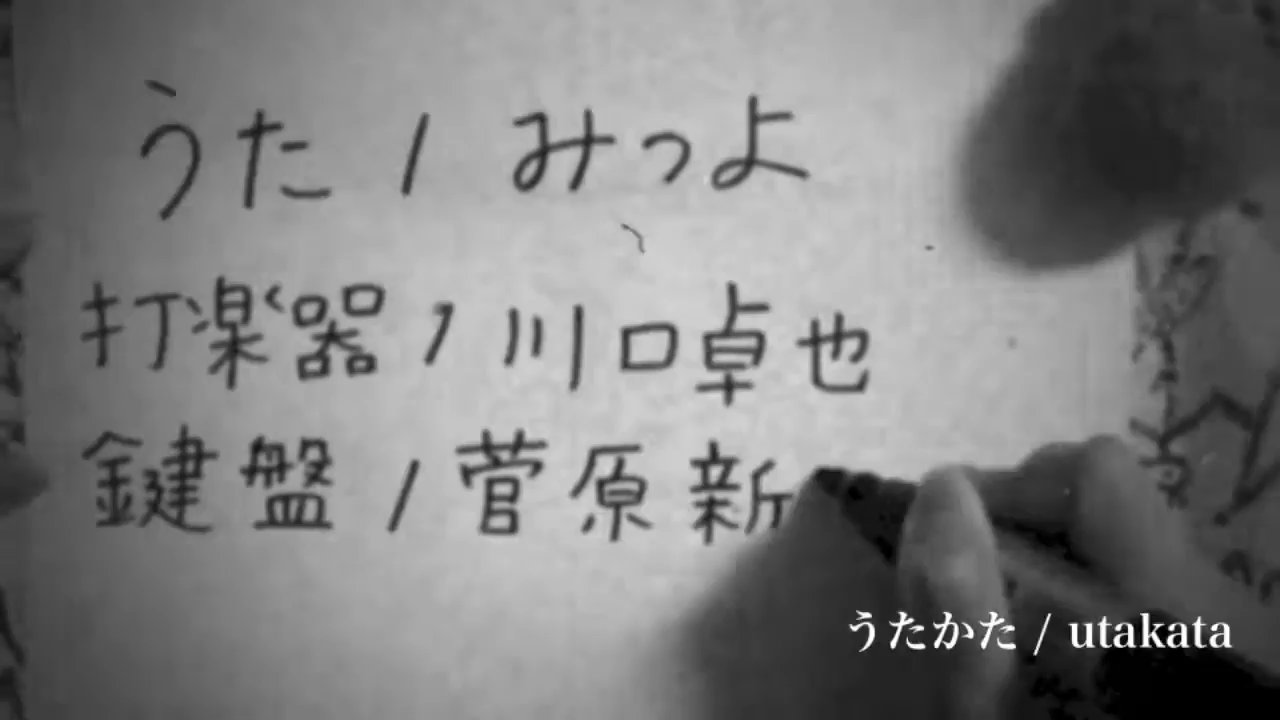 うた / みつよ
打楽器 / 川口卓也
鍵盤 / 菅原新
うたかた / utakata